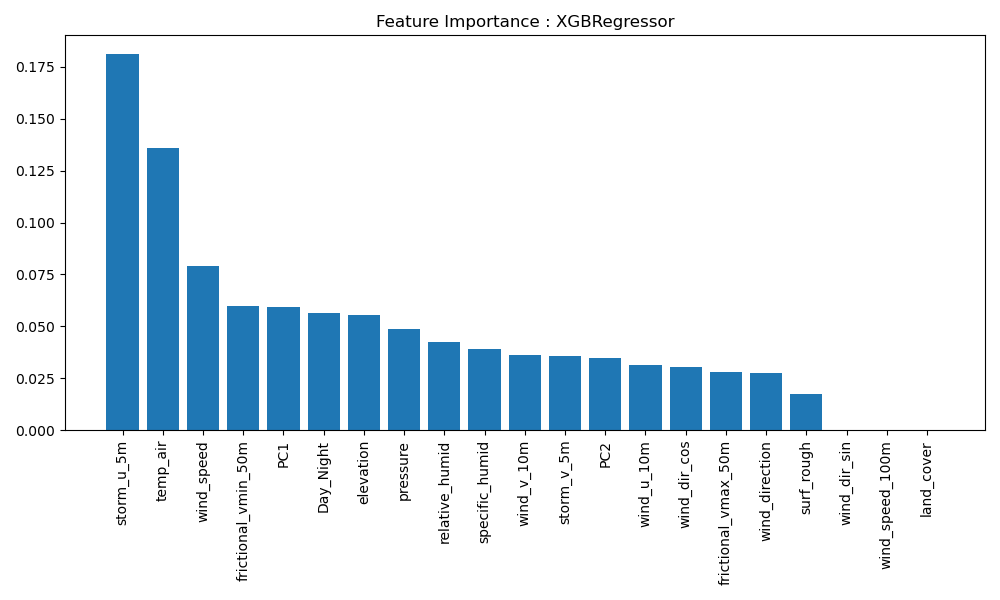 Feature Importance : XGBRegressor
0.175
0.150
0.125
0.100
0.075
0.050
0.025
0.000
storm_u_5m
temp_air
wind_speed
frictional_vmin_50m
PC1
Day_Night
elevation
pressure
relative_humid
specific_humid
wind_v_10m
storm_v_5m
PC2
wind_u_10m
wind_dir_cos
frictional_vmax_50m
wind_direction
surf_rough
wind_dir_sin
wind_speed_100m
land_cover